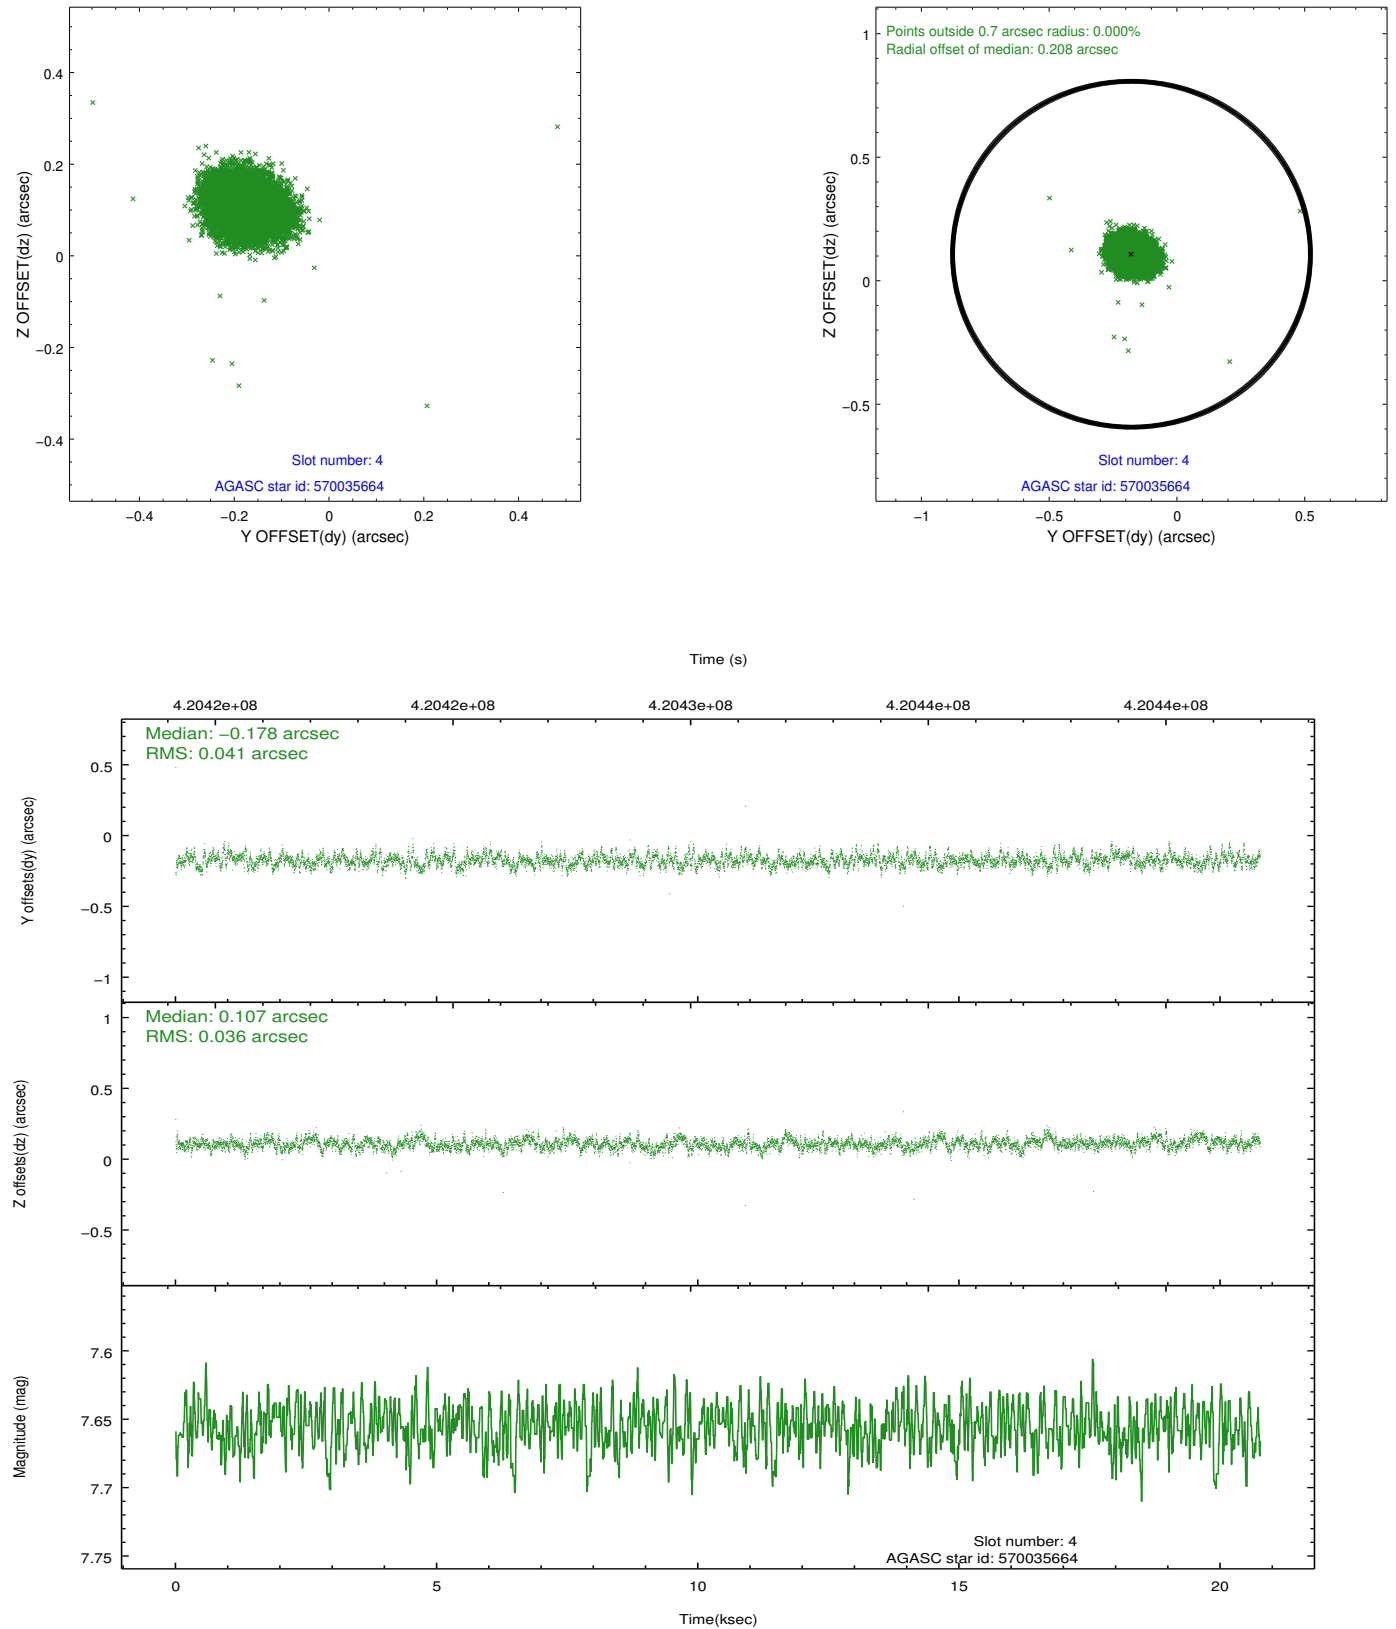 0.4
0.2
0
−0.2
−0.4
Z OFFSET(dz) (arcsec)
Slot number: 4
AGASC star id: 570035664
−0.4 −0.2 0 0.2 0.4
Y OFFSET(dy) (arcsec)
Points outside 0.7 arcsec radius: 0.000%
Radial offset of median: 0.208 arcsec
1
0.5
0
−0.5
Z OFFSET(dz) (arcsec)
Slot number: 4
AGASC star id: 570035664
−1 −0.5 0 0.5
Y OFFSET(dy) (arcsec)
Time (s)
4.2042e+08 4.2042e+08 4.2043e+08 4.2044e+08 4.2044e+08
Median: −0.178 arcsec
RMS: 0.041 arcsec
0.5
0
−0.5
−1
Y offsets(dy) (arcsec)
Median: 0.107 arcsec
RMS: 0.036 arcsec
1
0.5
0
−0.5
Z offsets(dz) (arcsec)
7.6
7.65
7.7
7.75
Magnitude (mag)
Slot number: 4
AGASC star id: 570035664
0 5 10 15 20
Time(ksec)